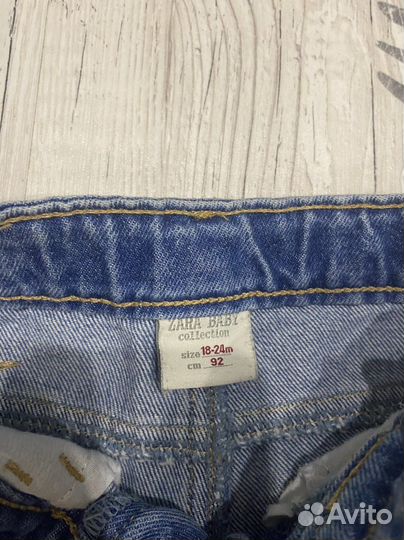 ZARA BABY
collection
size 18-24m
cm 92
Avito